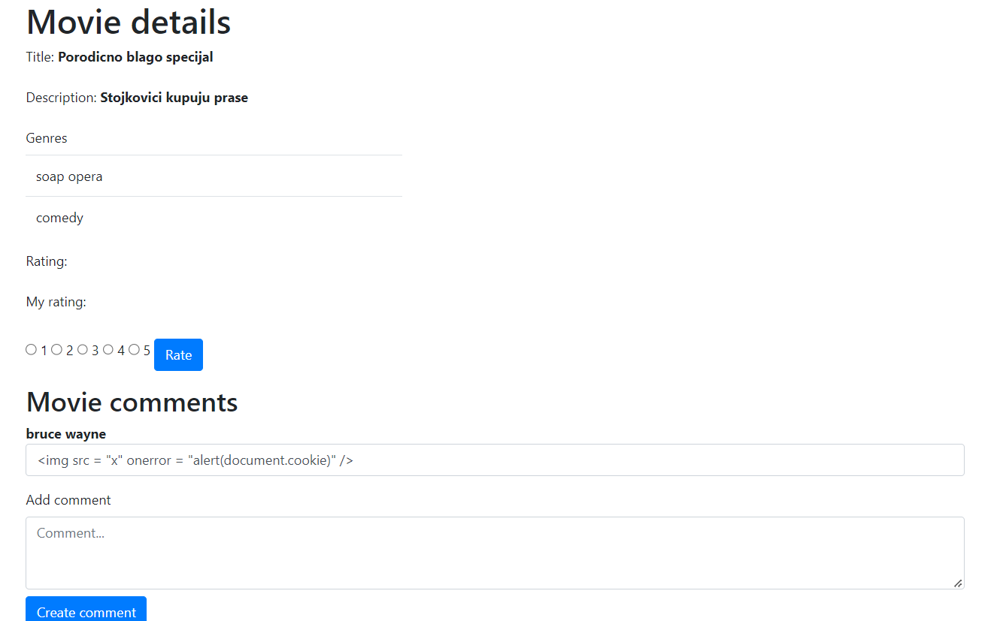 Movie details
Title: Porodicno blago specijal
Description: Stojkovici kupuju prase
Genres
soap opera
comedy
Rating:
My rating:
1 2 3 4 5 Rate
Movie comments
bruce wayne
<img src = "x" onerror = "alert(document.cookie)" />
Add comment
Comment...
Create comment